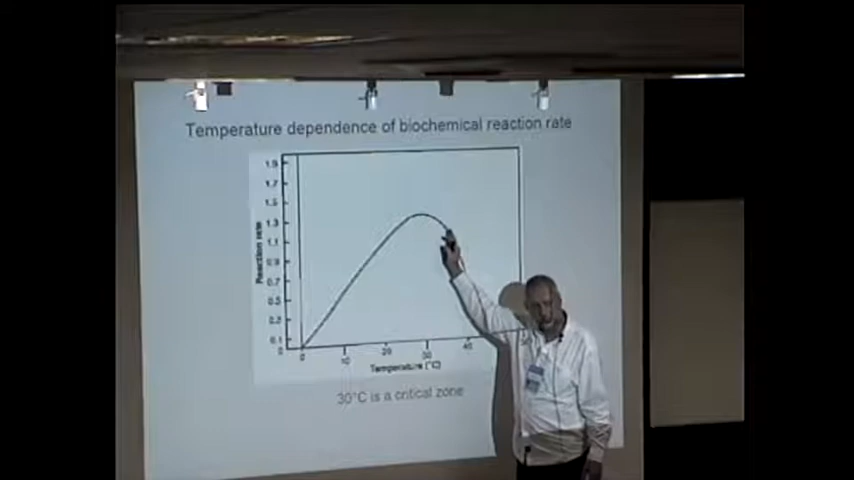 Temperature dependence of biochemical reaction rate
1.9
1.7
1.5
1.3
1.1
0.9
0.7
0.5
0.3
0.1
0
Reaction rate
0 10 20 30 40 50
Temperature (°C)
30°C is a critical zone